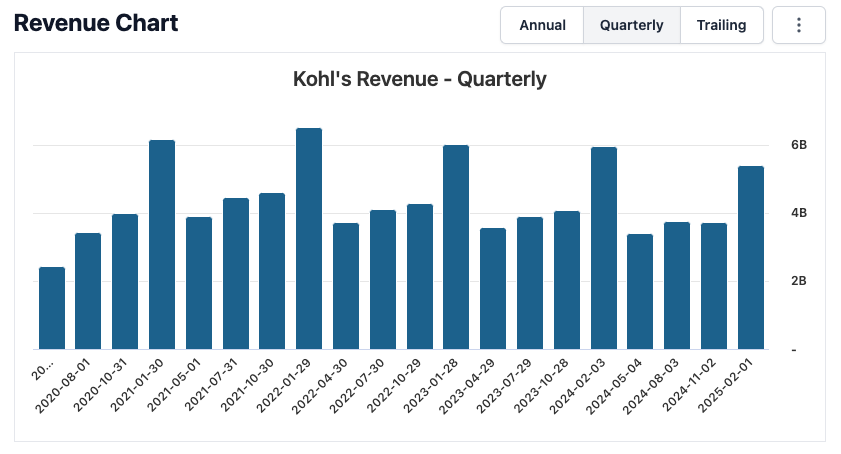 Revenue Chart
Annual
Quarterly
Trailing
Kohl's Revenue - Quarterly
6B
4B
2B
-
20...
2020-08-01
2020-10-31
2021-01-30
2021-05-01
2021-07-31
2021-10-30
2022-01-29
2022-04-30
2022-07-30
2022-10-29
2023-01-28
2023-04-29
2023-07-29
2023-10-28
2024-02-03
2024-05-04
2024-08-03
2024-11-02
2025-02-01